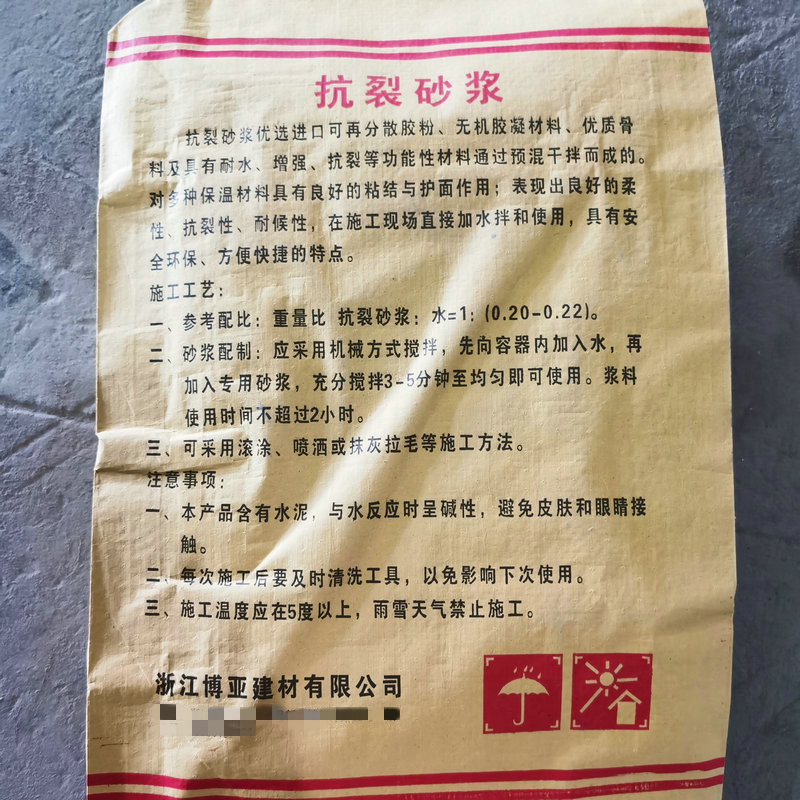 抗裂砂浆
抗裂砂浆优选进口可再分散胶粉、无机胶凝材料、优质骨
料及具有耐水、增强、抗裂等功能性材料通过预混干拌而成的。
对多种保温材料具有良好的粘结与护面作用；表现出良好的柔
性、抗裂性、耐候性，在施工现场直接加水拌和使用，具有安
全环保、方便快捷的特点。
施工工艺：
一、参考配比：重量比 抗裂砂浆：水=1：(0.20-0.22)。
二、砂浆配制：应采用机械方式搅拌，先向容器内加入水，再
加入专用砂浆，充分搅拌3-5分钟至均匀即可使用。浆料
使用时间不超过2小时。
三、可采用滚涂、喷洒或抹灰拉毛等施工方法。
注意事项：
一、本产品含有水泥，与水反应时呈碱性，避免皮肤和眼睛接
触。
二、每次施工后要及时清洗工具，以免影响下次使用。
三、施工温度应在5度以上，雨雪天气禁止施工。
浙江博亚建材有限公司